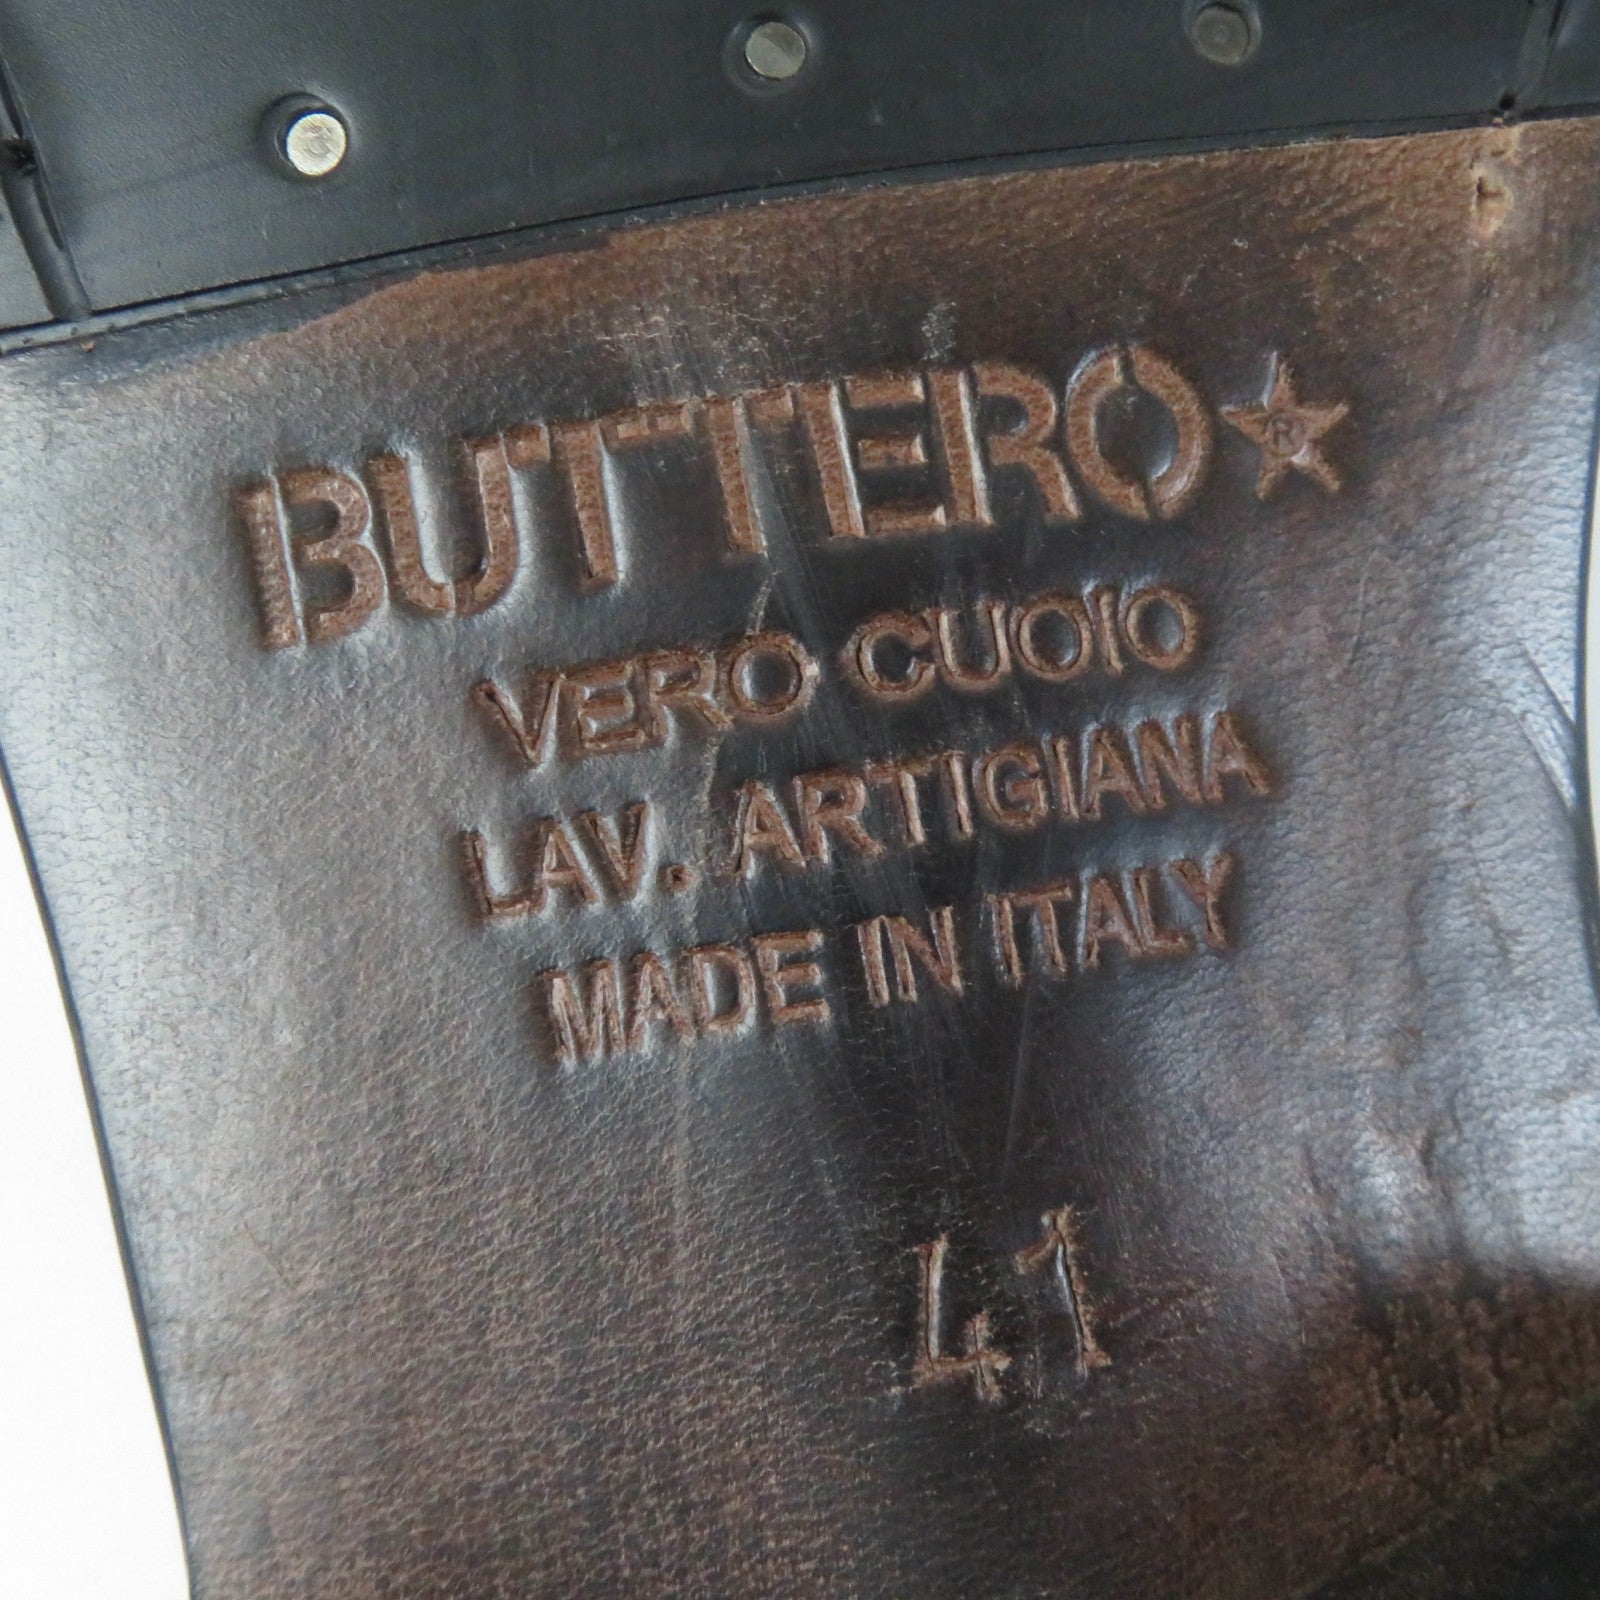 BUTTERO ®
VERO CUOIO
LAV. ARTIGIANA
MADE IN ITALY
41